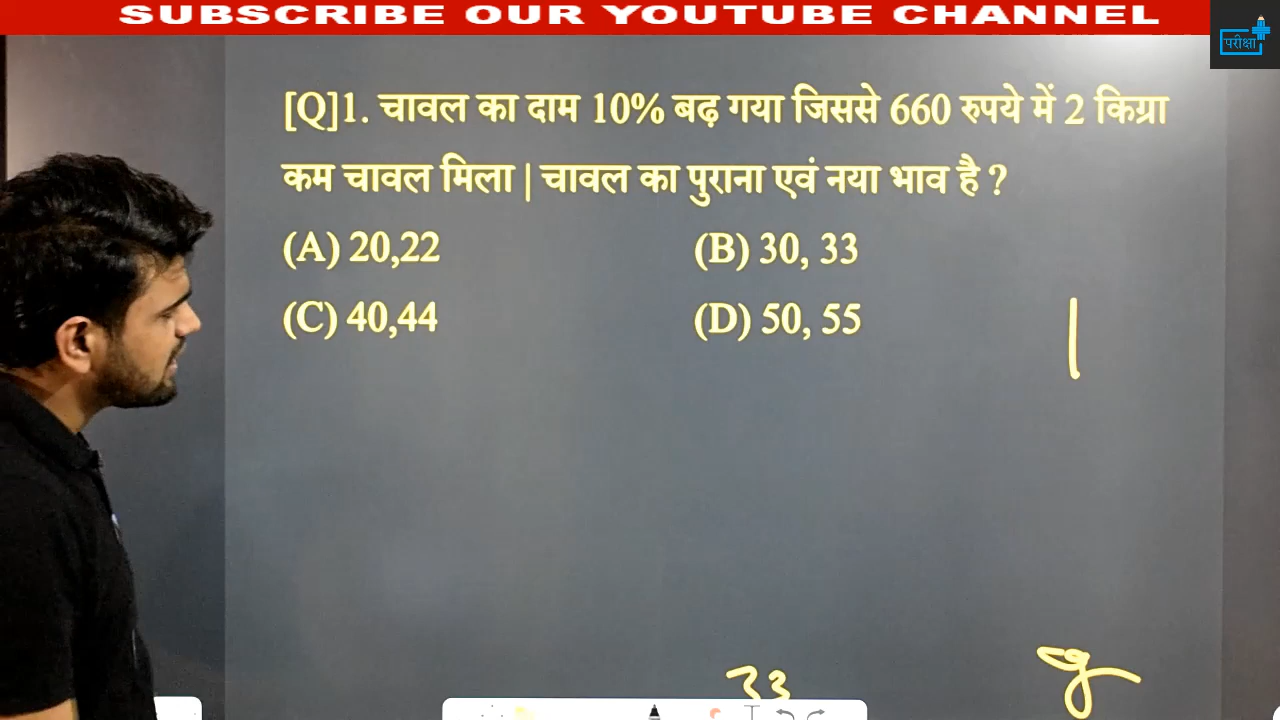 SUBSCRIBE OUR YOUTUBE CHANNEL
परीक्षा
[Q]1. चावल का दाम 10% बढ़ गया जिससे 660 रुपये में 2 किग्रा
कम चावल मिला | चावल का पुराना एवं नया भाव है ?
(A) 20,22 (B) 30, 33
(C) 40,44 (D) 50, 55
33